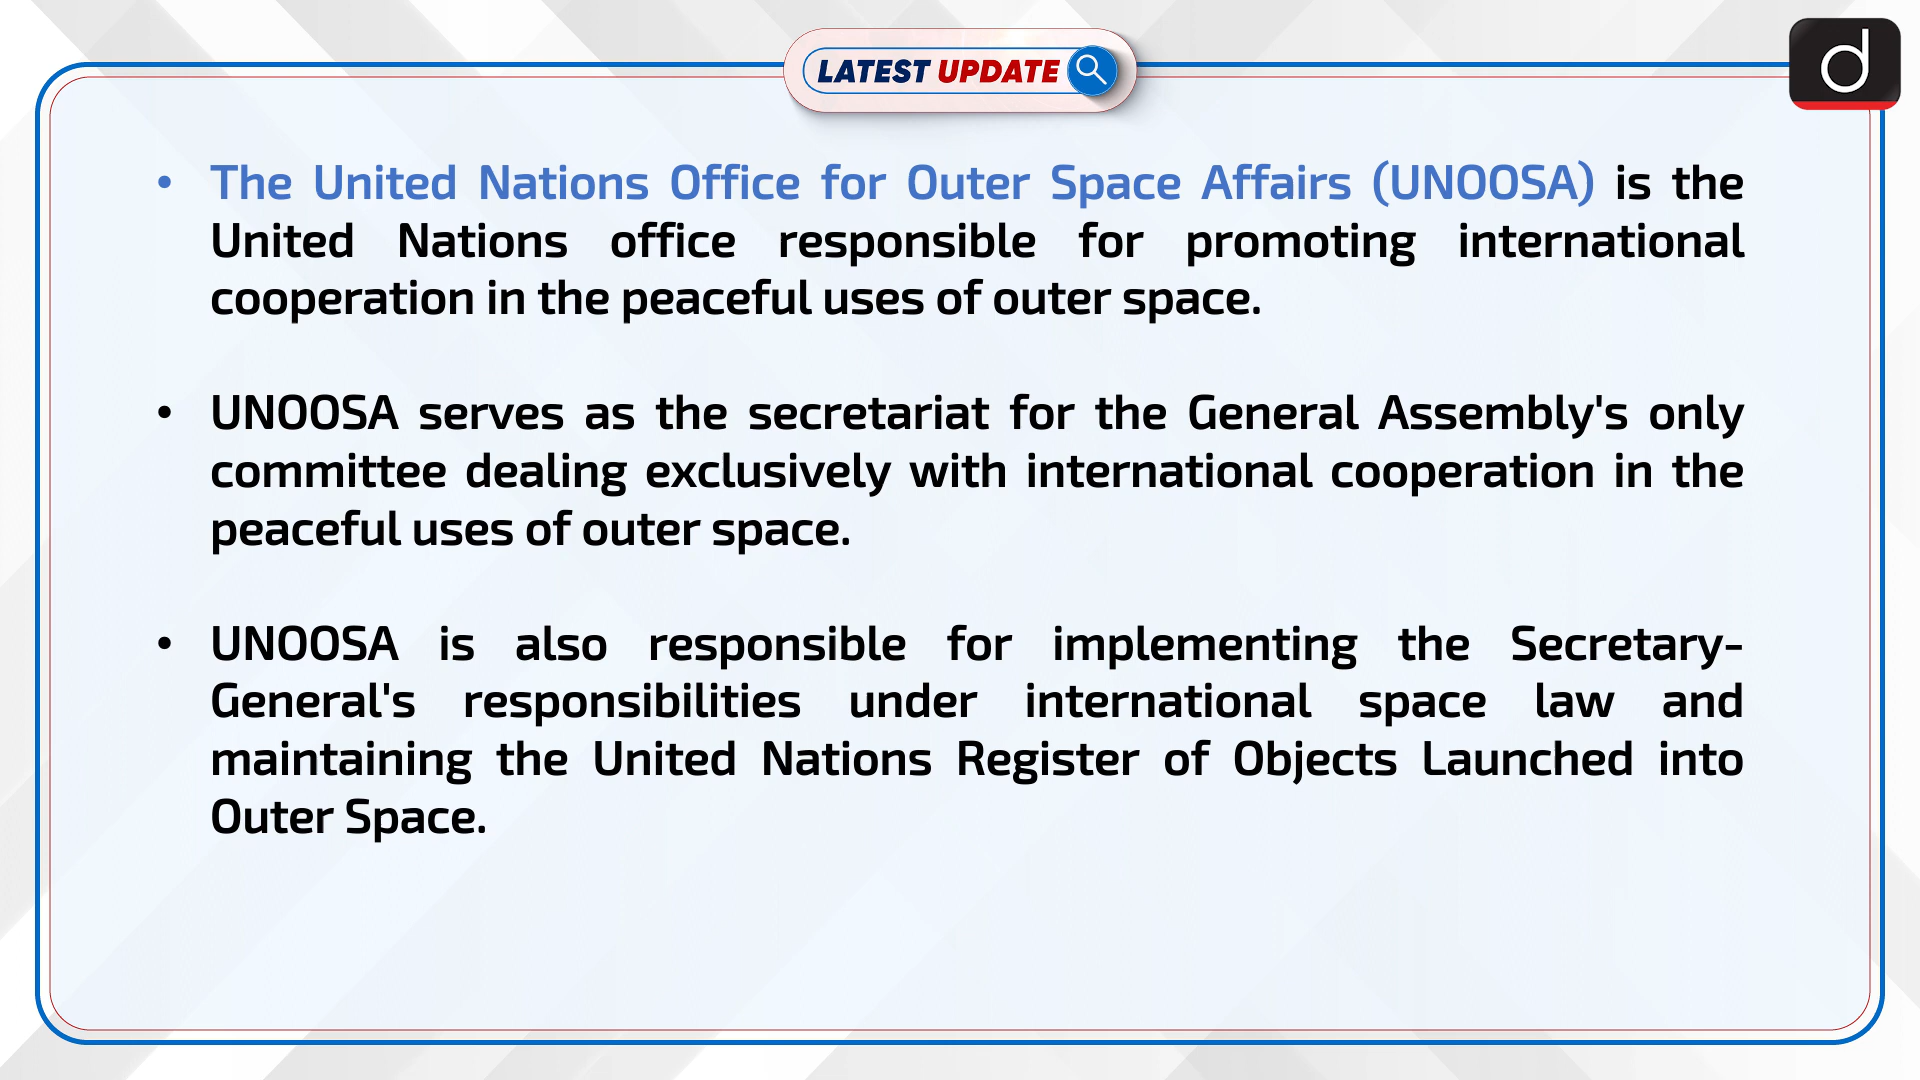 LATEST UPDATE
d
• The United Nations Office for Outer Space Affairs (UNOOSA) is the
United Nations office responsible for promoting international
cooperation in the peaceful uses of outer space.
• UNOOSA serves as the secretariat for the General Assembly's only
committee dealing exclusively with international cooperation in the
peaceful uses of outer space.
• UNOOSA is also responsible for implementing the Secretary-
General's responsibilities under international space law and
maintaining the United Nations Register of Objects Launched into
Outer Space.